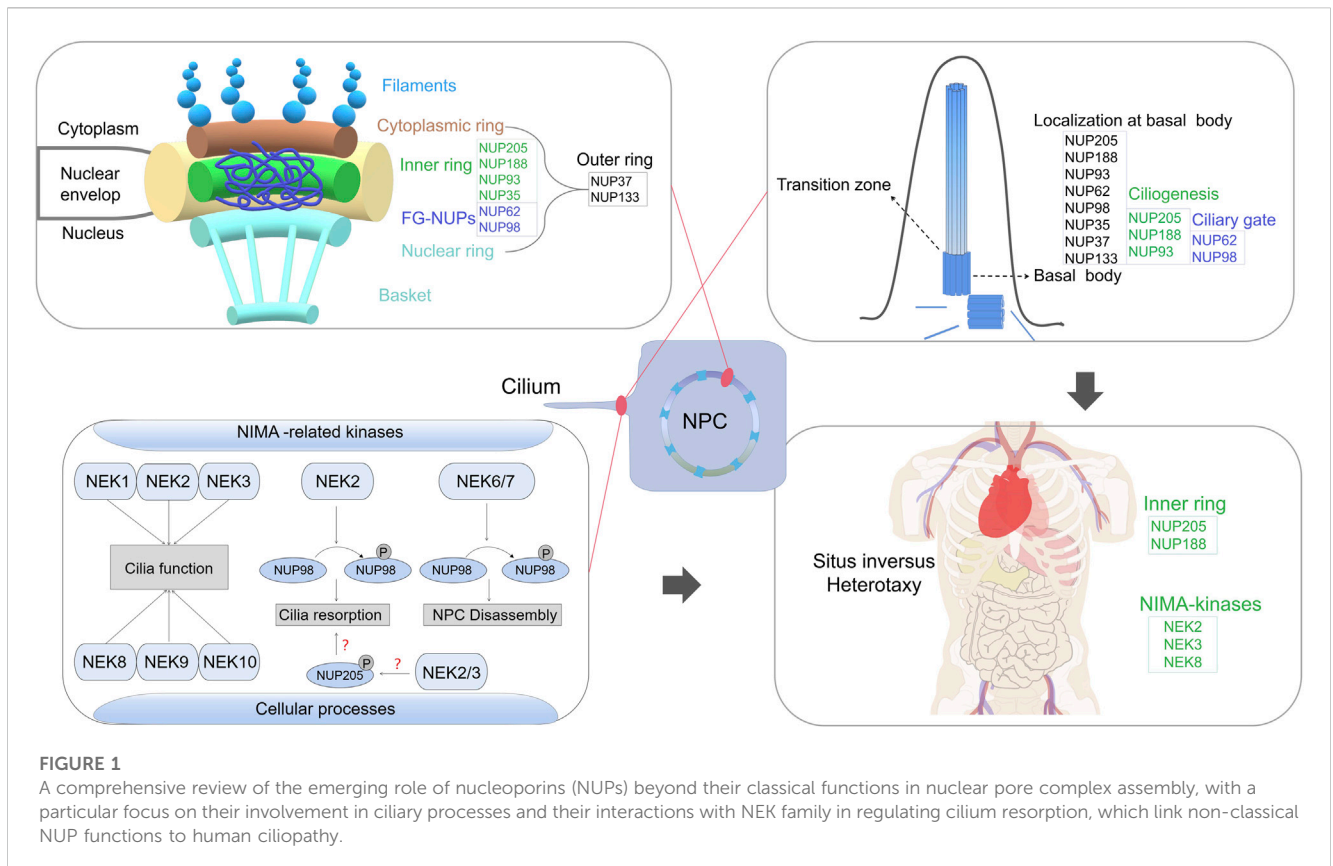 Filaments
Cytoplasm
Cytoplasmic ring
Nuclear
envelop
Inner ring
NUP205
NUP188
NUP93
NUP35
Outer ring
NUP37
NUP133
FG-NUPs
NUP62
NUP98
Nucleus
Nuclear ring
Basket
Localization at basal body
NUP205
NUP188
NUP93
NUP62
NUP98
NUP35
NUP37
NUP133
Transition zone
Ciliogenesis
NUP205
NUP188
NUP93
Ciliary gate
NUP62
NUP98
Basal body
Cilium
NPC
NIMA -related kinases
NEK1
NEK2
NEK3
NEK2
NEK6/7
Cilia function
P
NUP98
NUP98
P
NUP98
NUP98
Cilia resorption
NPC Disassembly
NEK8
NEK9
NEK10
?
P
NUP205
?
NEK2/3
Cellular processes
Situs inversus
Heterotaxy
Inner ring
NUP205
NUP188
NIMA-kinases
NEK2
NEK3
NEK8
FIGURE 1
A comprehensive review of the emerging role of nucleoporins (NUPs) beyond their classical functions in nuclear pore complex assembly, with a
particular focus on their involvement in ciliary processes and their interactions with NEK family in regulating cilium resorption, which link non-classical
NUP functions to human ciliopathy.